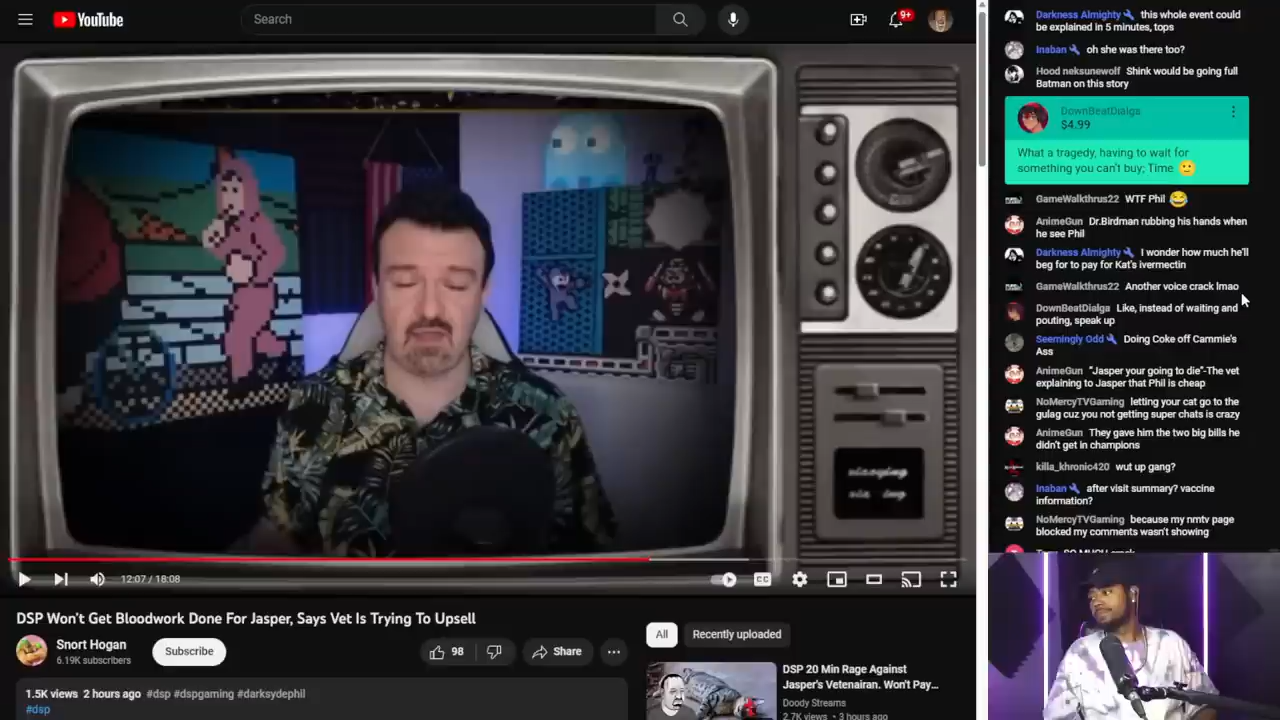 YouTube
Search
9+
12:07 / 18:08
CC
DSP Won't Get Bloodwork Done For Jasper, Says Vet Is Trying To Upsell
Snort Hogan
6.19K subscribers
Subscribe
98
Share
1.5K views 2 hours ago #dsp #dspgaming #darksydephil
#dsp
All
Recently uploaded
DSP 20 Min Rage Against
Jasper's Vetenairan. Won't Pay...
Doody Streams
2.7K views • 3 hours ago
Darkness Almighty this whole event could
be explained in 5 minutes, tops
Inaban oh she was there too?
Hood neksunewolf Shink would be going full
Batman on this story
DownBeatDialga
$4.99
What a tragedy, having to wait for
something you can't buy; Time
GameWalkthrus22 WTF Phil
AnimeGun Dr.Birdman rubbing his hands when
he see Phil
Darkness Almighty I wonder how much he'll
beg for to pay for Kat's ivermectin
GameWalkthrus22 Another voice crack lmao
DownBeatDialga Like, instead of waiting and
pouting, speak up
Seemingly Odd Doing Coke off Cammie's
Ass
AnimeGun "Jasper your going to die"-The vet
explaining to Jasper that Phil is cheap
NoMercyTVGaming letting your cat go to the
gulag cuz you not getting super chats is crazy
AnimeGun They gave him the two big bills he
didn't get in champions
killa_khronic420 wut up gang?
Inaban after visit summary? vaccine
information?
NoMercyTVGaming because my nmtv page
blocked my comments wasn't showing